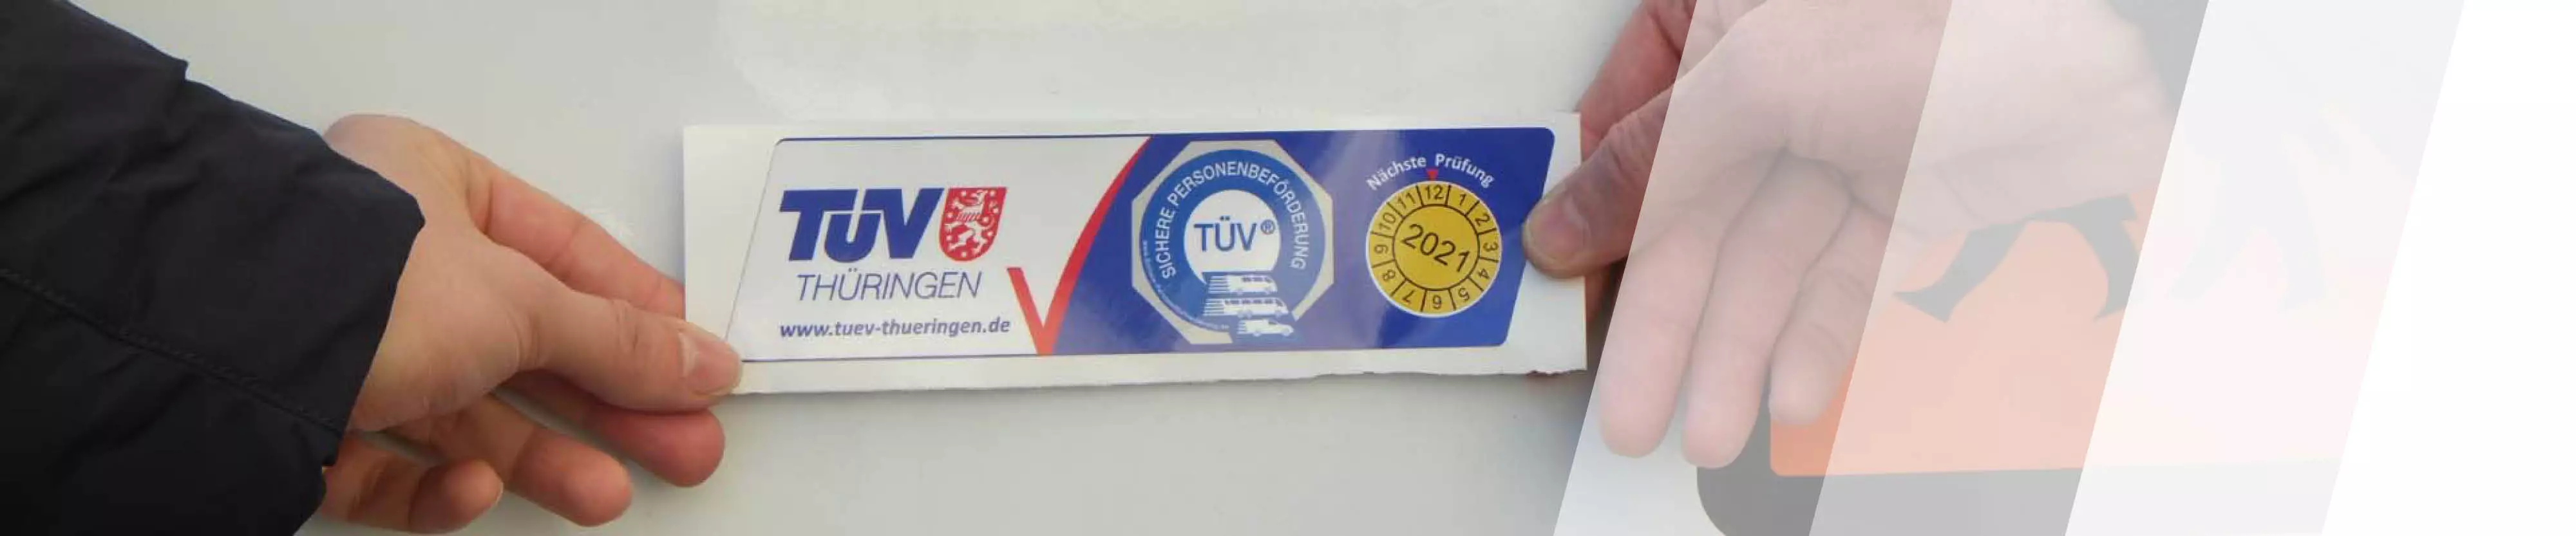 TÜV
THÜRINGEN
www.tuev-thueringen.de
SICHERE PERSONENBEFÖRDERUNG
TÜV®
Nächste Prüfung
12 1 2 3 4 5 6 7 8 9 10 11
2021